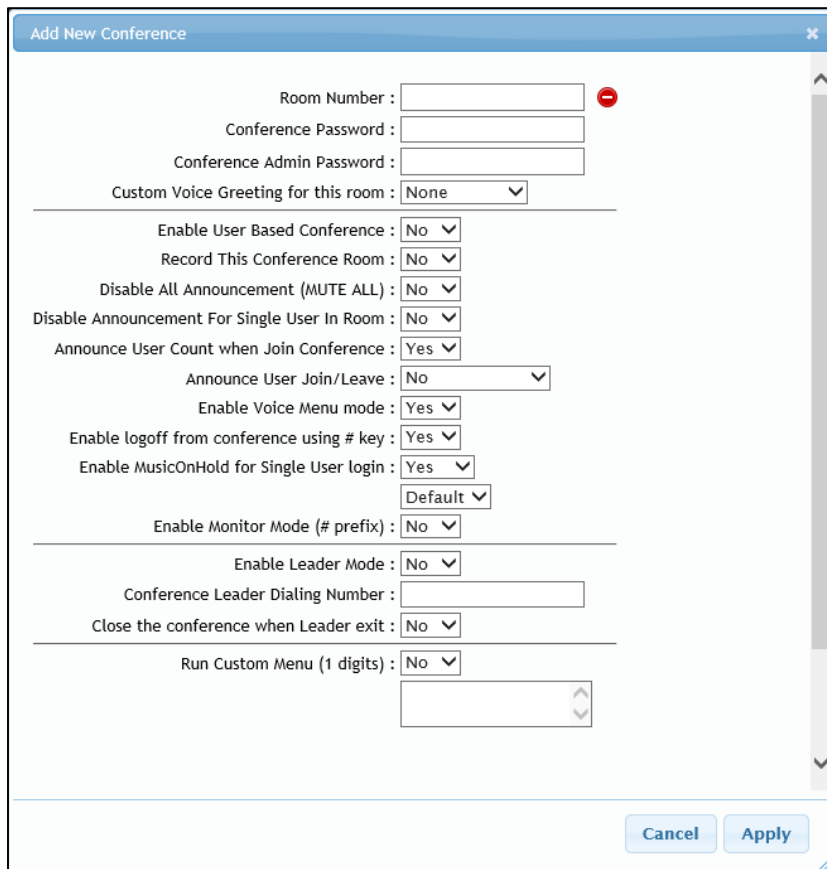 Add New Conference
Room Number :
Conference Password :
Conference Admin Password :
Custom Voice Greeting for this room : None
Enable User Based Conference : No
Record This Conference Room : No
Disable All Announcement (MUTE ALL) : No
Disable Announcement For Single User In Room : No
Announce User Count when Join Conference : Yes
Announce User Join/Leave : No
Enable Voice Menu mode : Yes
Enable logoff from conference using # key : Yes
Enable MusicOnHold for Single User login : Yes
Default
Enable Monitor Mode (# prefix) : No
Enable Leader Mode : No
Conference Leader Dialing Number :
Close the conference when Leader exit : No
Run Custom Menu (1 digits) : No
Cancel Apply